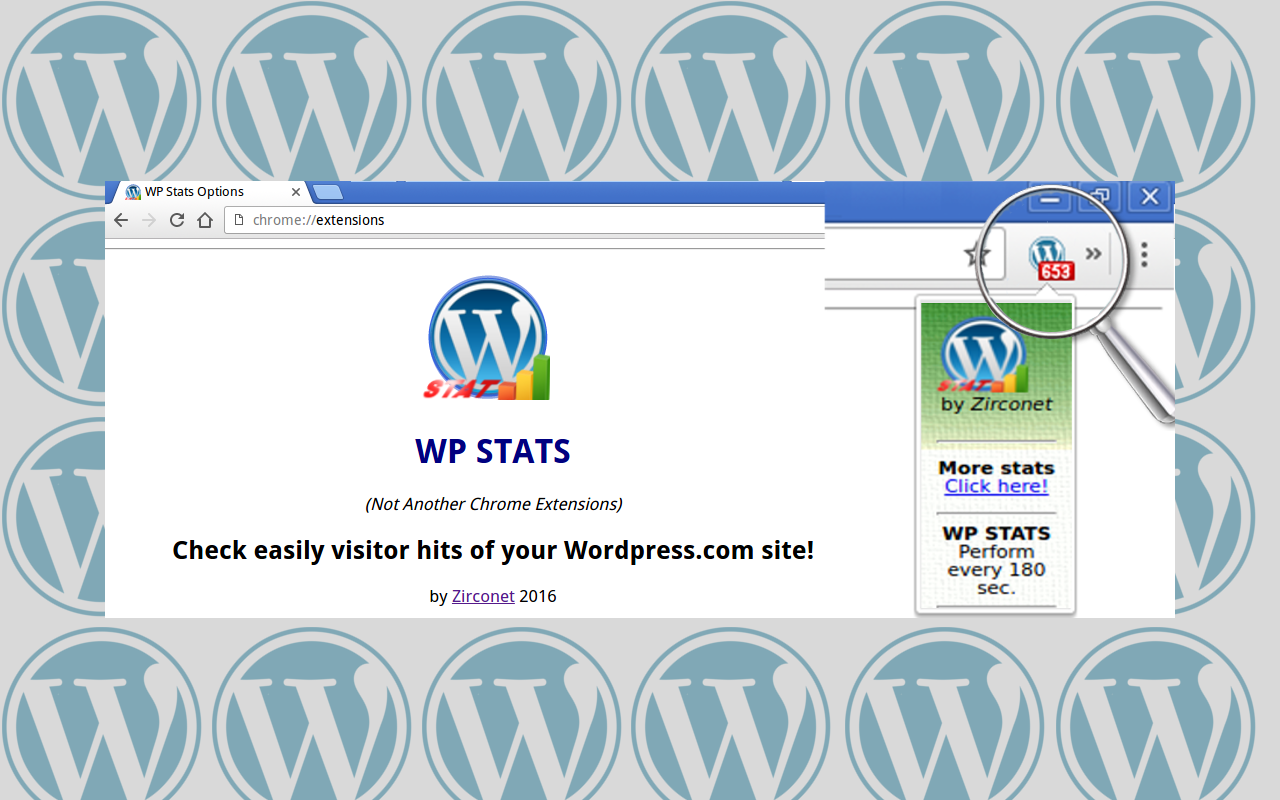 WP Stats Options
chrome://extensions
653
STAT
WP STATS
(Not Another Chrome Extensions)
Check easily visitor hits of your Wordpress.com site!
by Zirconet 2016
STAT
by Zirconet
More stats
Click here!
WP STATS
Perform
every 180
sec.